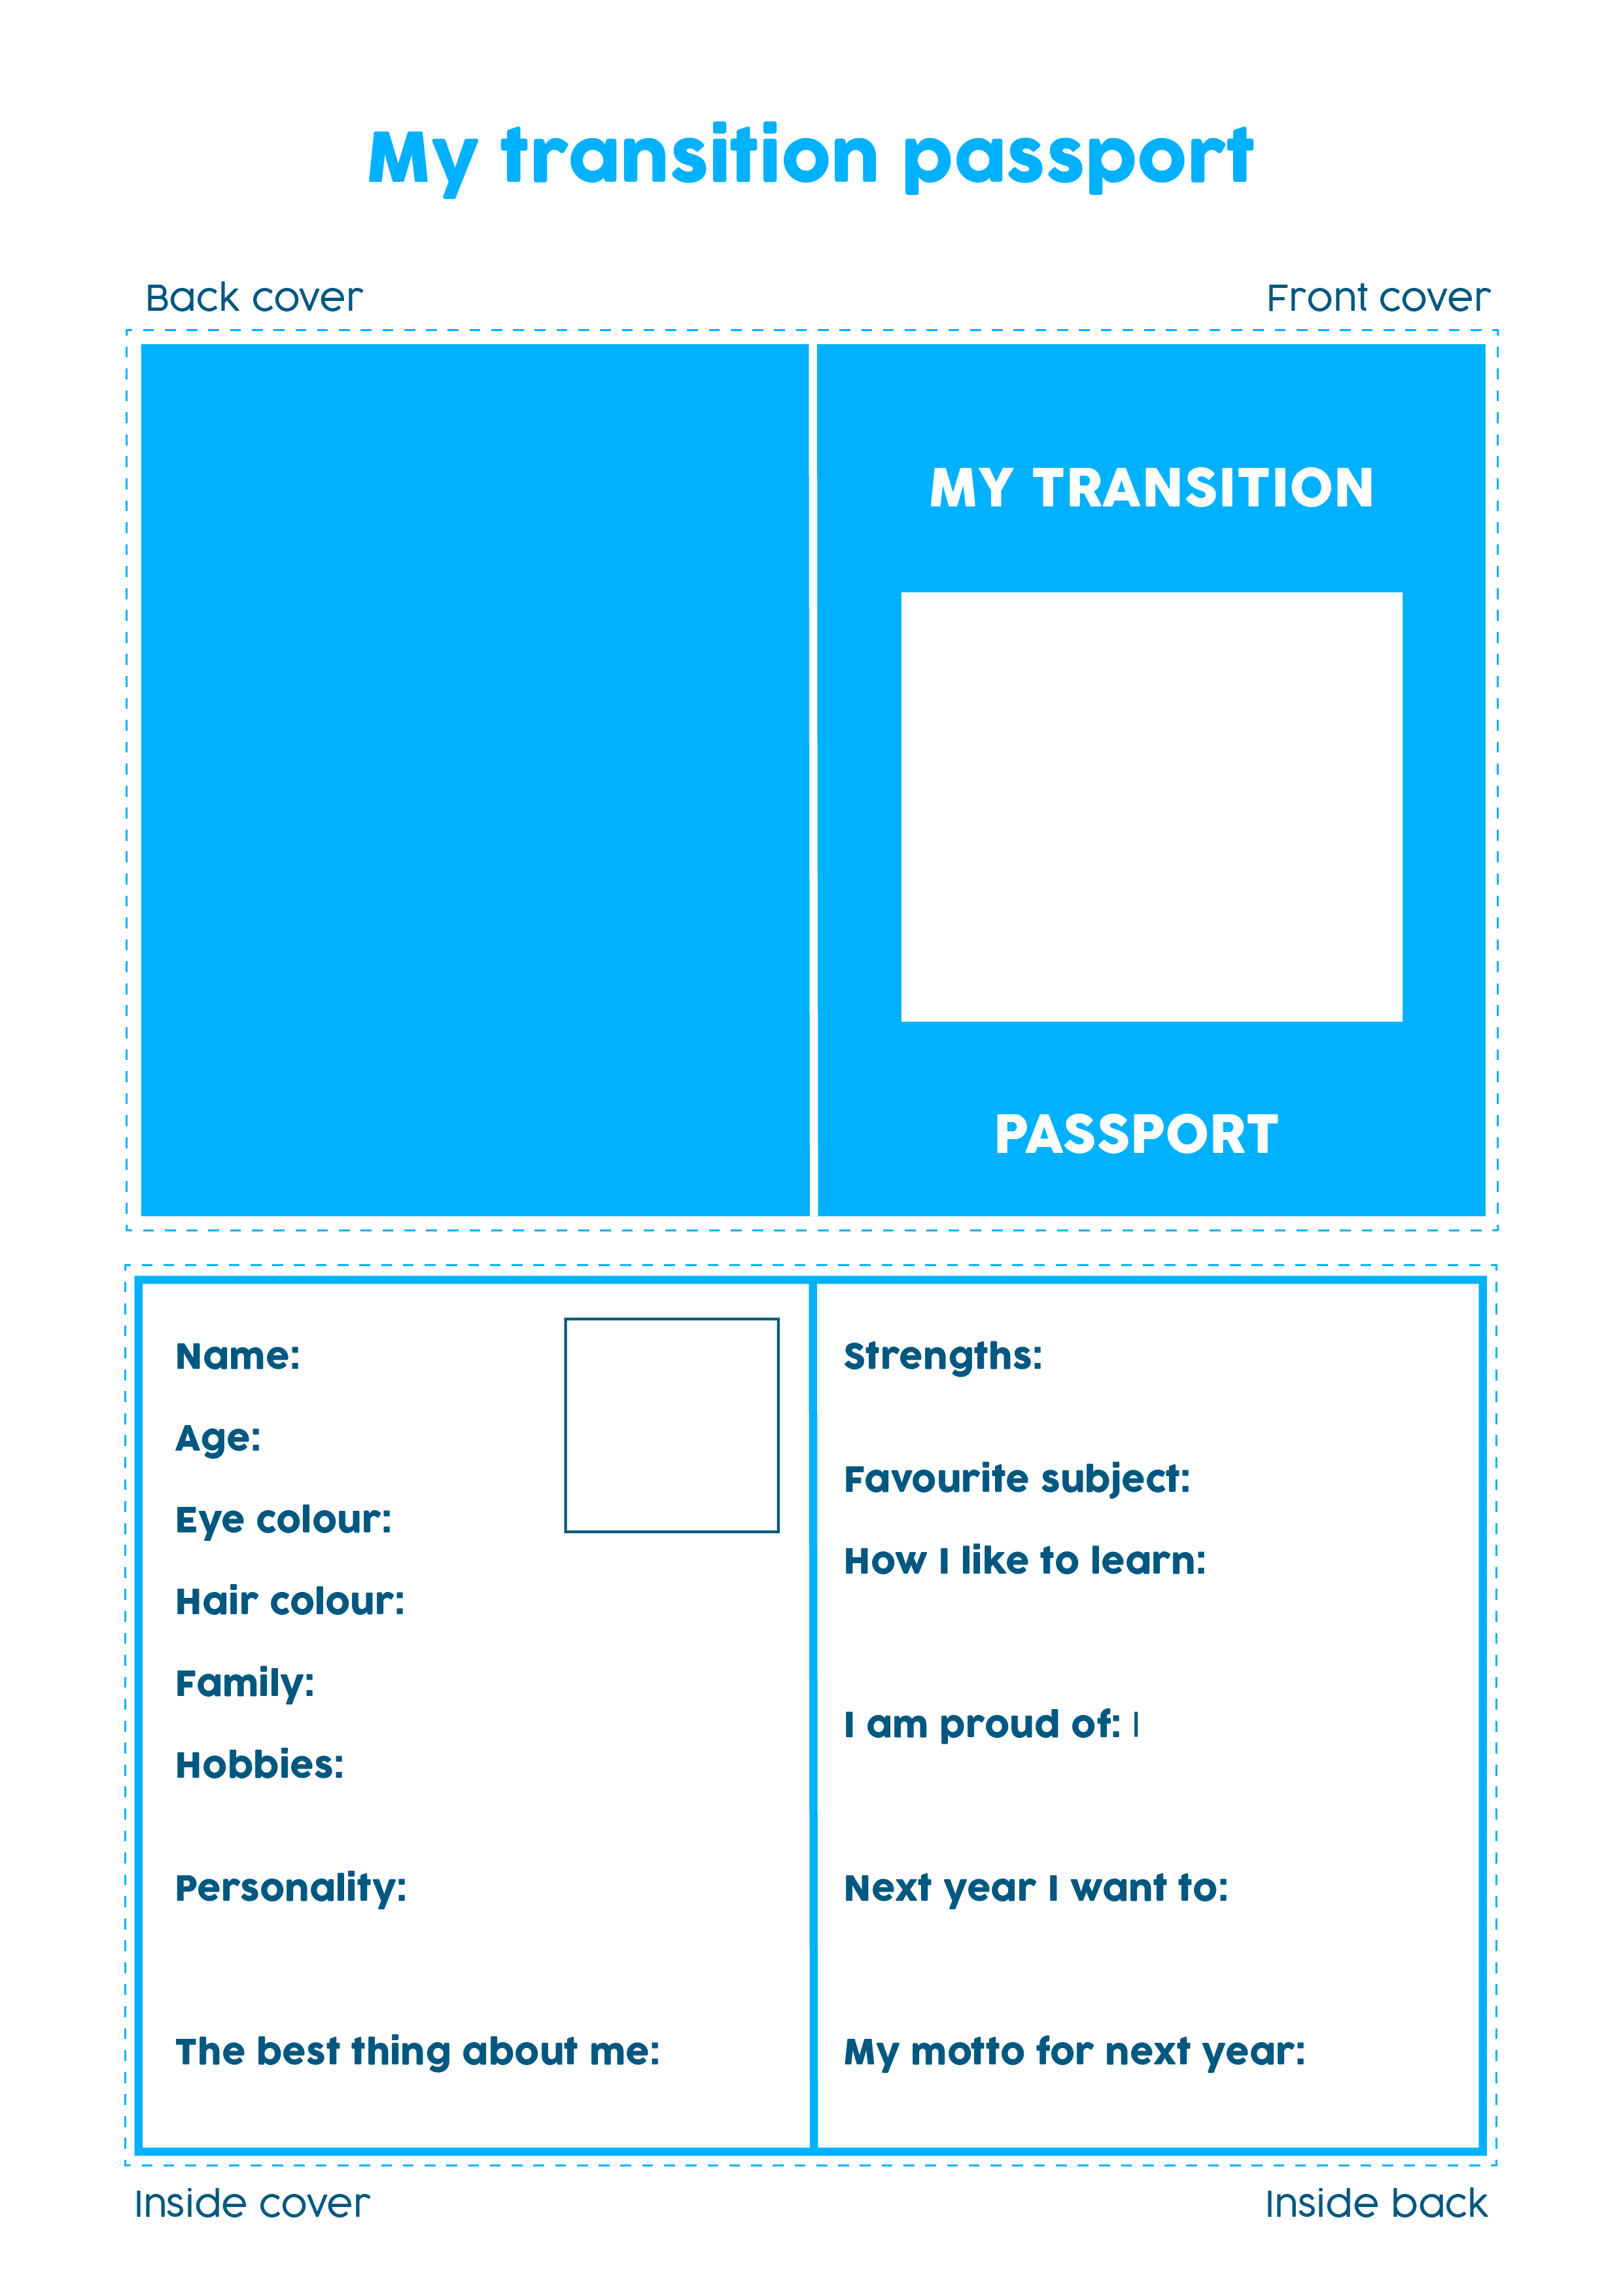 My transition passport
Back cover
Front cover
MY TRANSITION
PASSPORT
Name:
Age:
Eye colour:
Hair colour:
Family:
Hobbies:
Personality:
The best thing about me:
Strengths:
Favourite subject:
How I like to learn:
I am proud of: I
Next year I want to:
My motto for next year:
Inside cover
Inside back